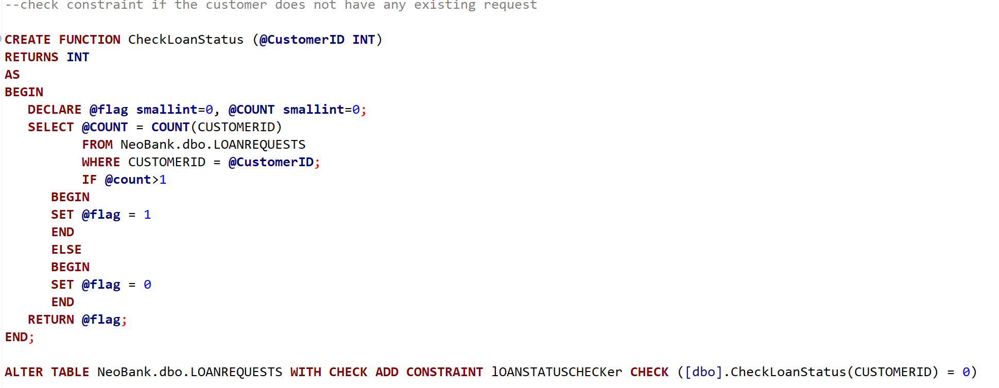 --check constraint if the customer does not have any existing request
CREATE FUNCTION CheckLoanStatus (@CustomerID INT)
RETURNS INT
AS
BEGIN
DECLARE @flag smallint=0, @COUNT smallint=0;
SELECT @COUNT = COUNT(CUSTOMERID)
FROM NeoBank.dbo.LOANREQUESTS
WHERE CUSTOMERID = @CustomerID;
IF @count>1
BEGIN
SET @flag = 1
END
ELSE
BEGIN
SET @flag = 0
END
RETURN @flag;
END;
ALTER TABLE NeoBank.dbo.LOANREQUESTS WITH CHECK ADD CONSTRAINT lOANSTATUSCHECKer CHECK ([dbo].CheckLoanStatus(CUSTOMERID) = 0)